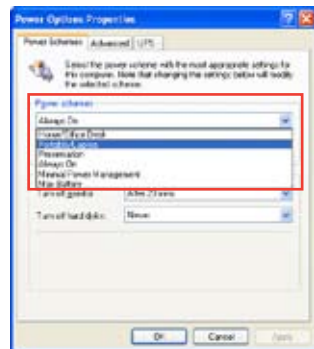 Power Options Properties
Power Schemes Advanced UPS
Select the power scheme with the most appropriate settings for
this computer. Note that changing the settings below will modify
the selected scheme.
Power schemes
Always On
Home/Office Desk
Portable/Laptop
Presentation
Always On
Minimal Power Management
Max Battery
Turn off monitor: After 20 mins
Turn off hard disks: Never
OK Cancel Apply